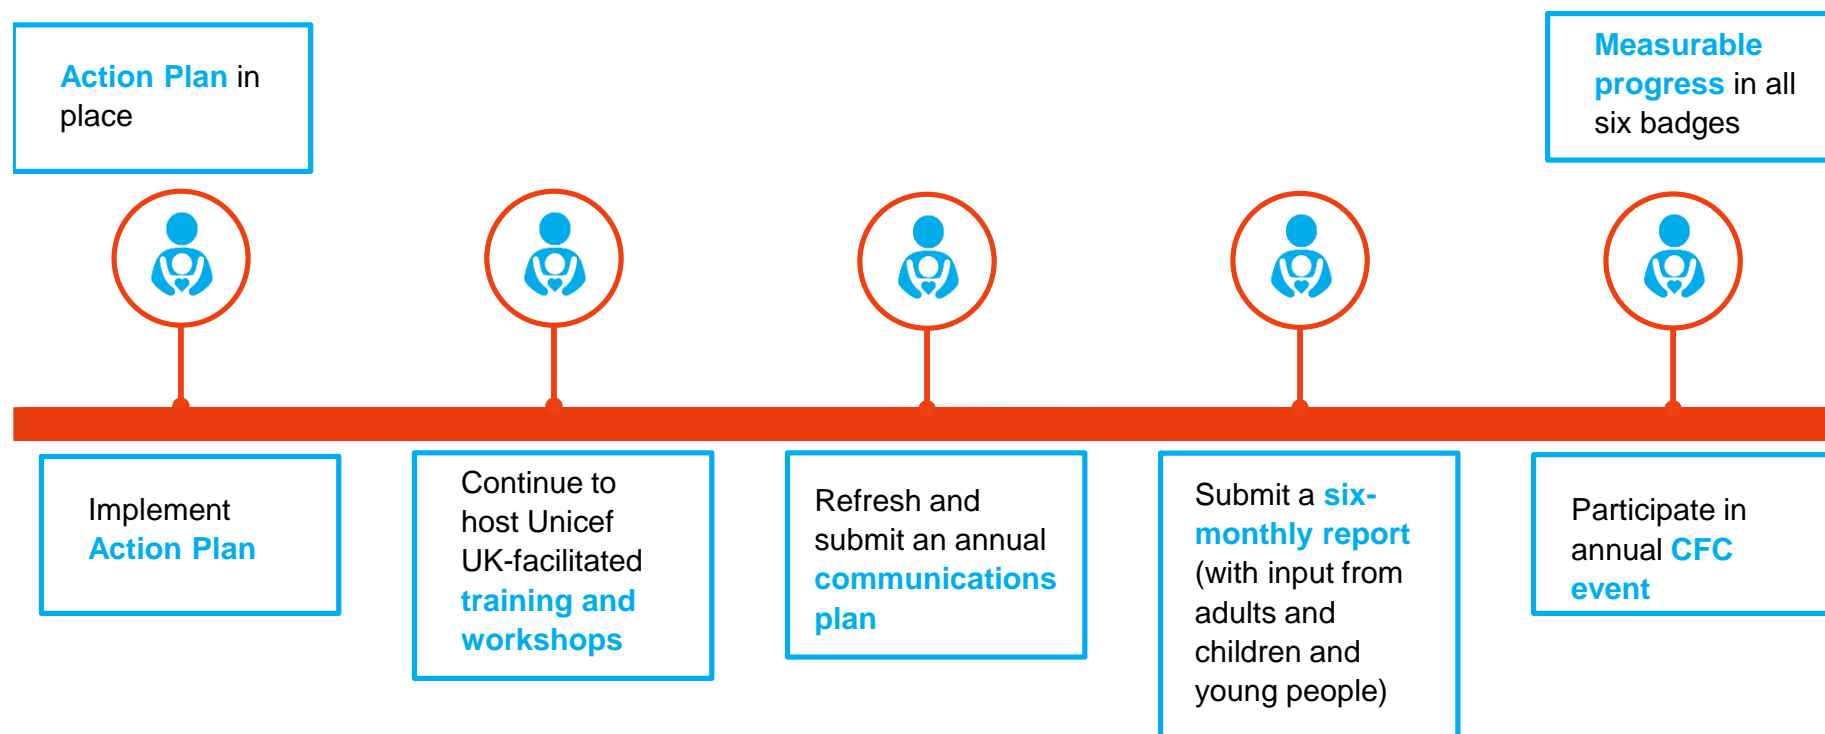 Action Plan in
place
Measurable
progress in all
six badges
Implement
Action Plan
Continue to
host Unicef
UK-facilitated
training and
workshops
Refresh and
submit an annual
communications
plan
Submit a six-
monthly report
(with input from
adults and
children and
young people)
Participate in
annual CFC
event